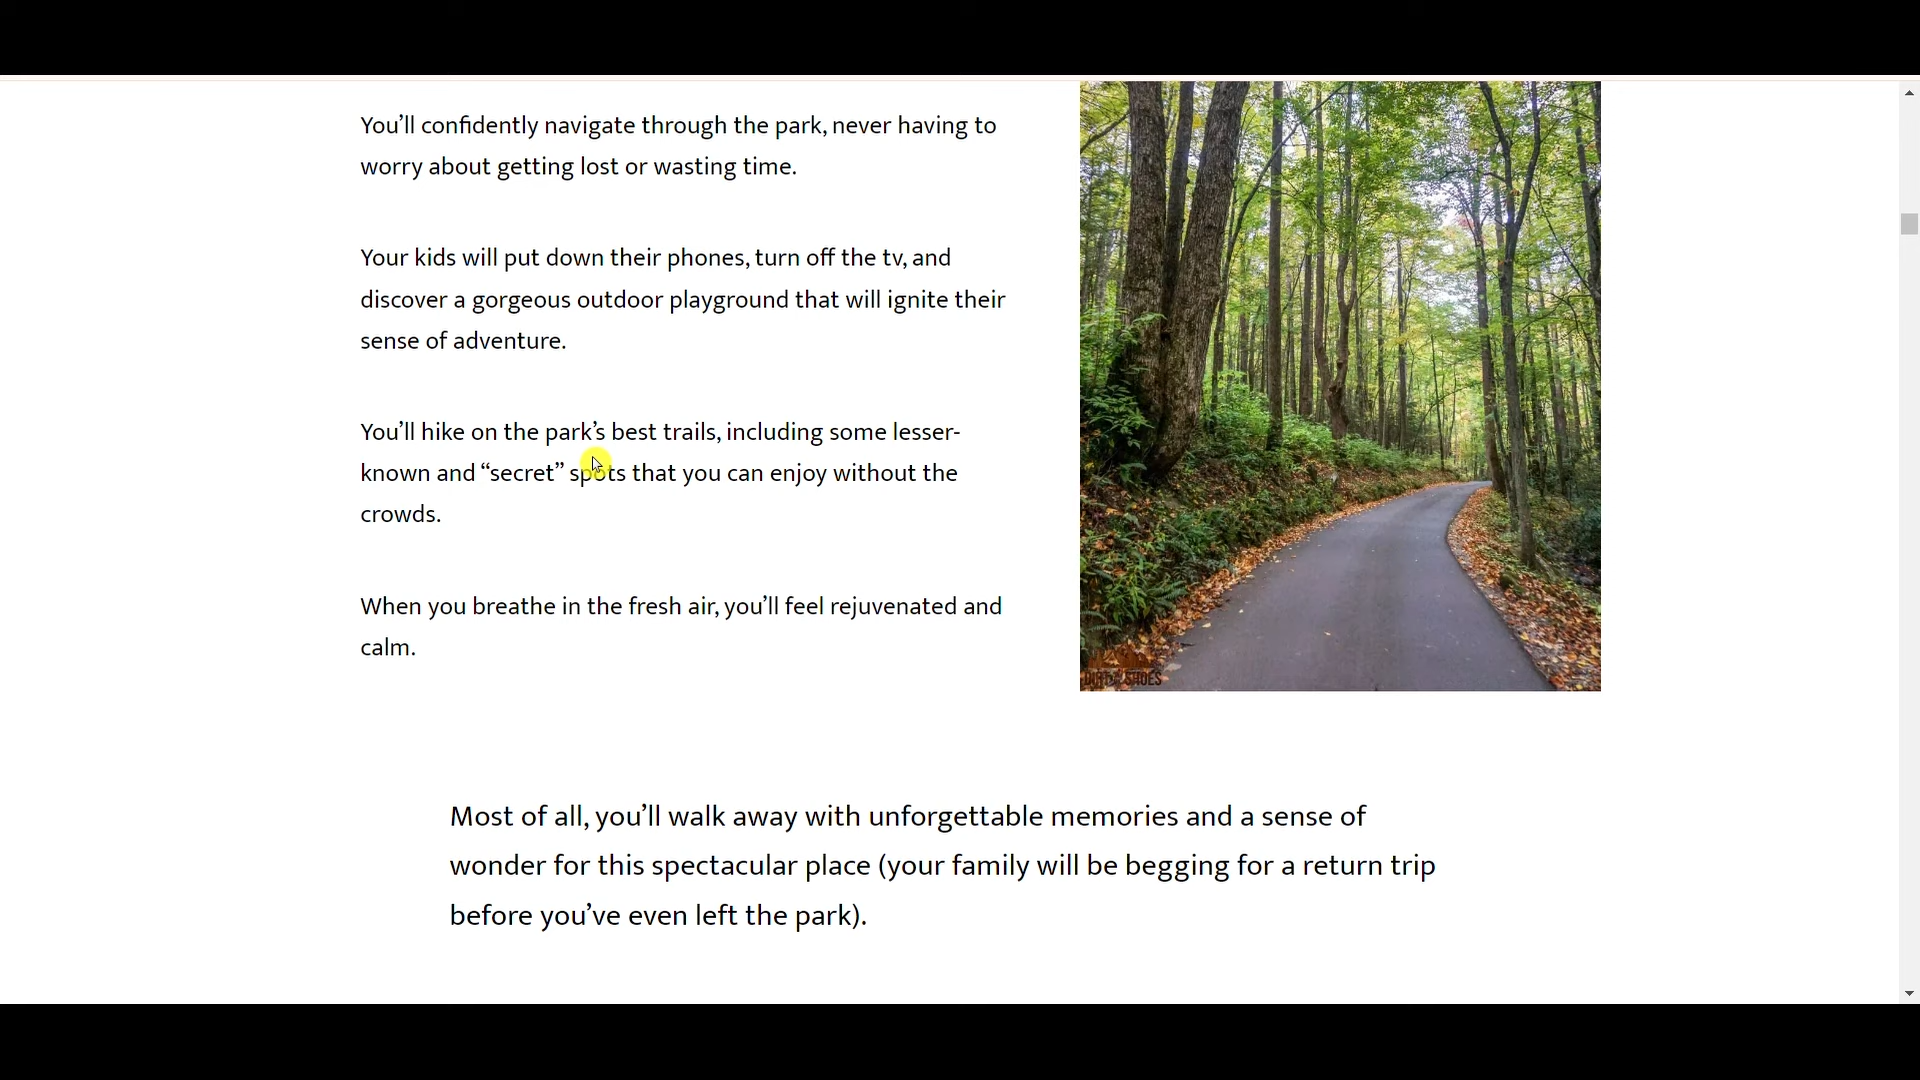 You’ll confidently navigate through the park, never having to
worry about getting lost or wasting time.
Your kids will put down their phones, turn off the tv, and
discover a gorgeous outdoor playground that will ignite their
sense of adventure.
You’ll hike on the park’s best trails, including some lesser-
known and “secret” spots that you can enjoy without the
crowds.
When you breathe in the fresh air, you’ll feel rejuvenated and
calm.
SHOES
Most of all, you’ll walk away with unforgettable memories and a sense of
wonder for this spectacular place (your family will be begging for a return trip
before you’ve even left the park).